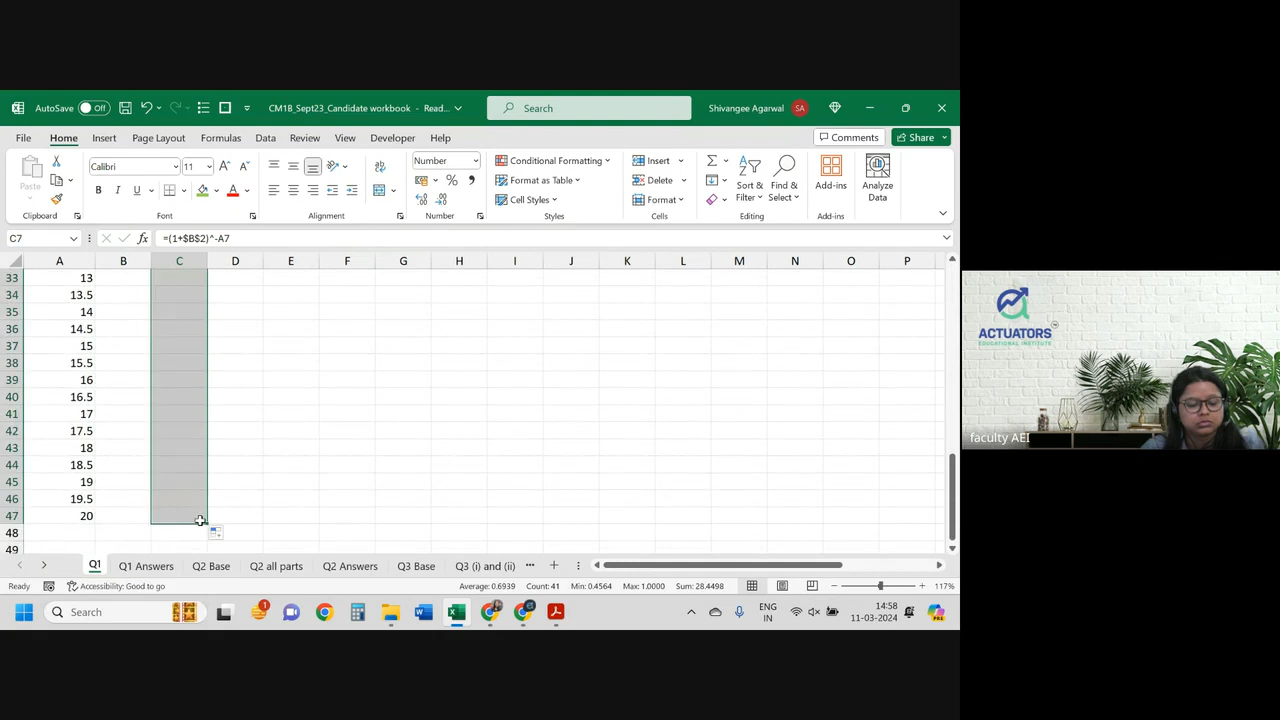 AutoSave Off CM1B_Sept23_Candidate workbook - Read... Search Shivangee Agarwal SA
File Home Insert Page Layout Formulas Data Review View Developer Help Comments Share
Paste Calibri 11 Number Conditional Formatting Format as Table Cell Styles Insert Delete Format Sort & Filter Find & Select Add-ins Analyze Data
Clipboard Font Alignment Number Styles Cells Editing Add-ins
C7 =(1+$B$2)^-A7
A B C D E F G H I J K L M N O P
33 13
34 13.5
35 14
36 14.5
37 15
38 15.5
39 16
40 16.5
41 17
42 17.5
43 18
44 18.5
45 19
46 19.5
47 20
48
49
Q1 Q1 Answers Q2 Base Q2 all parts Q2 Answers Q3 Base Q3 (i) and (ii)
Ready Accessibility: Good to go Average: 0.6939 Count: 41 Min: 0.4564 Max: 1.0000 Sum: 28.4498 117%
Search ENG IN 14:58 11-03-2024
ACTUATORS
EDUCATIONAL INSTITUTE
faculty AEI